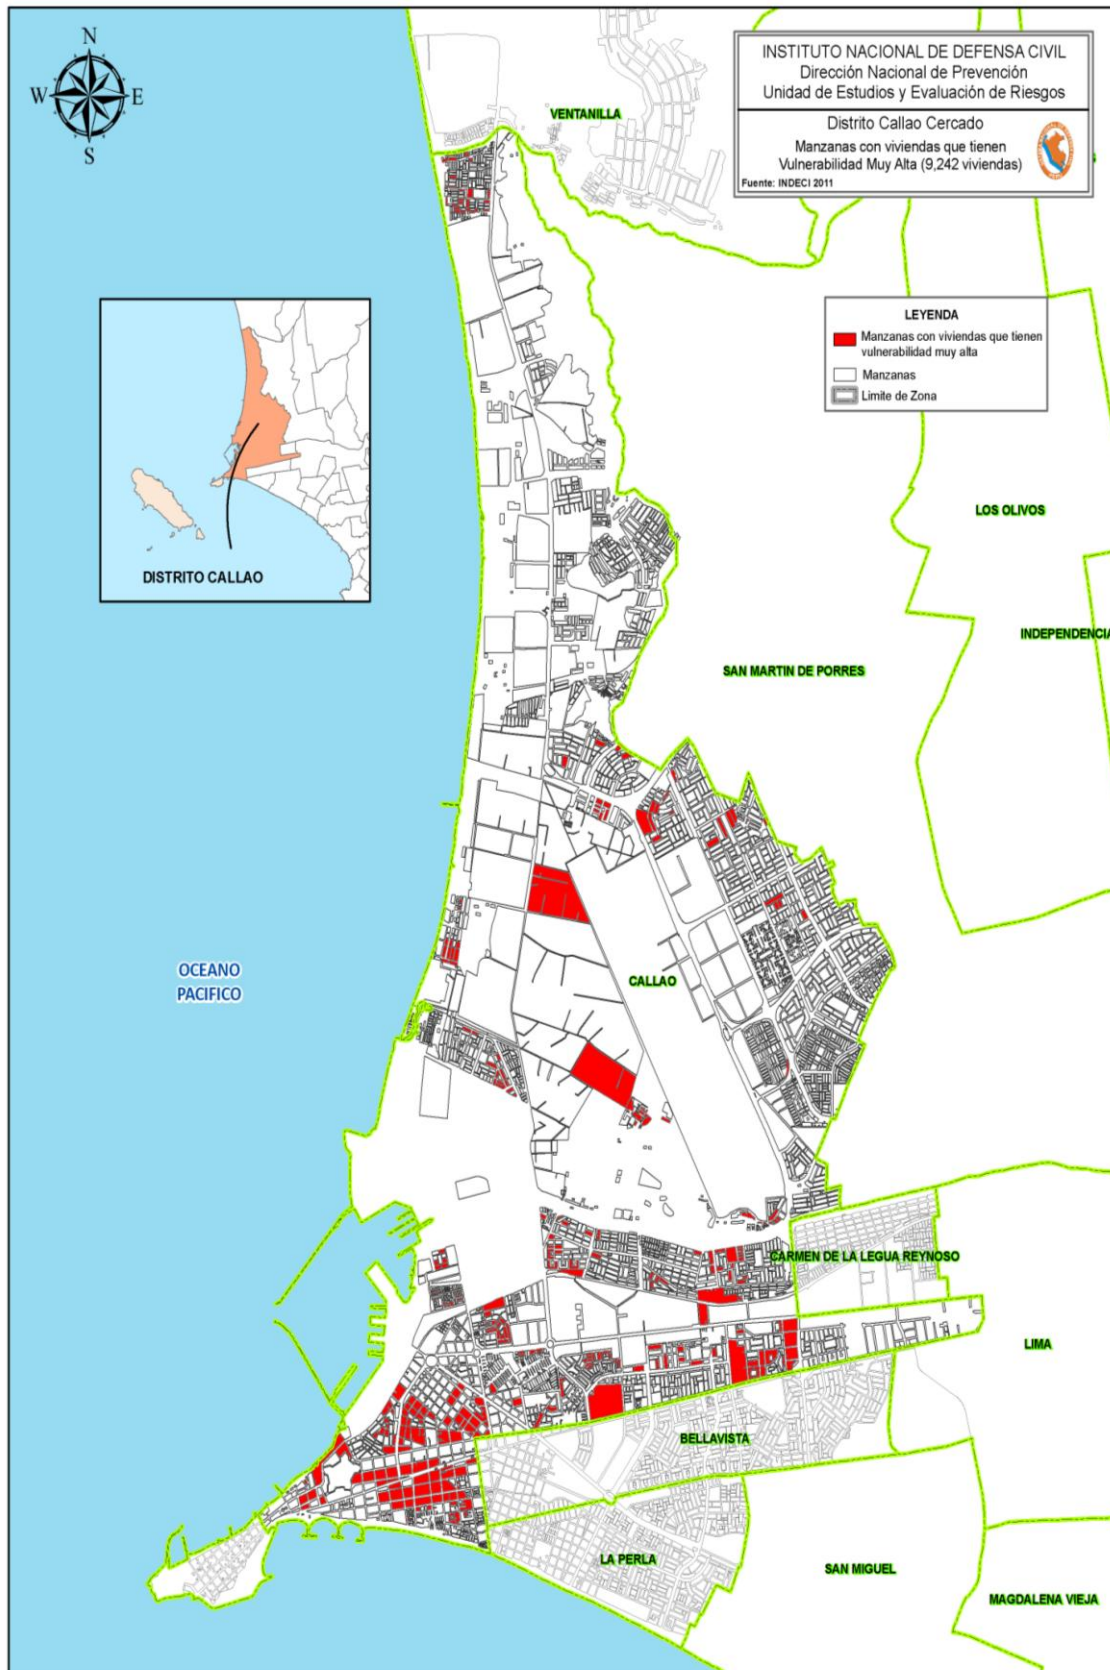 N
W E
S
INSTITUTO NACIONAL DE DEFENSA CIVIL
Dirección Nacional de Prevención
Unidad de Estudios y Evaluación de Riesgos
Distrito Callao Cercado
Manzanas con viviendas que tienen
Vulnerabilidad Muy Alta (9,242 viviendas)
Fuente: INDECI 2011
VENTANILLA
LEYENDA
Manzanas con viviendas que tienen
vulnerabilidad muy alta
Manzanas
Limite de Zona
DISTRITO CALLAO
LOS OLIVOS
INDEPENDENCIA
SAN MARTIN DE PORRES
OCEANO
PACIFICO
CALLAO
CARMEN DE LA LEGUA REYNOSO
LIMA
BELLAVISTA
LA PERLA
SAN MIGUEL
MAGDALENA VIEJA